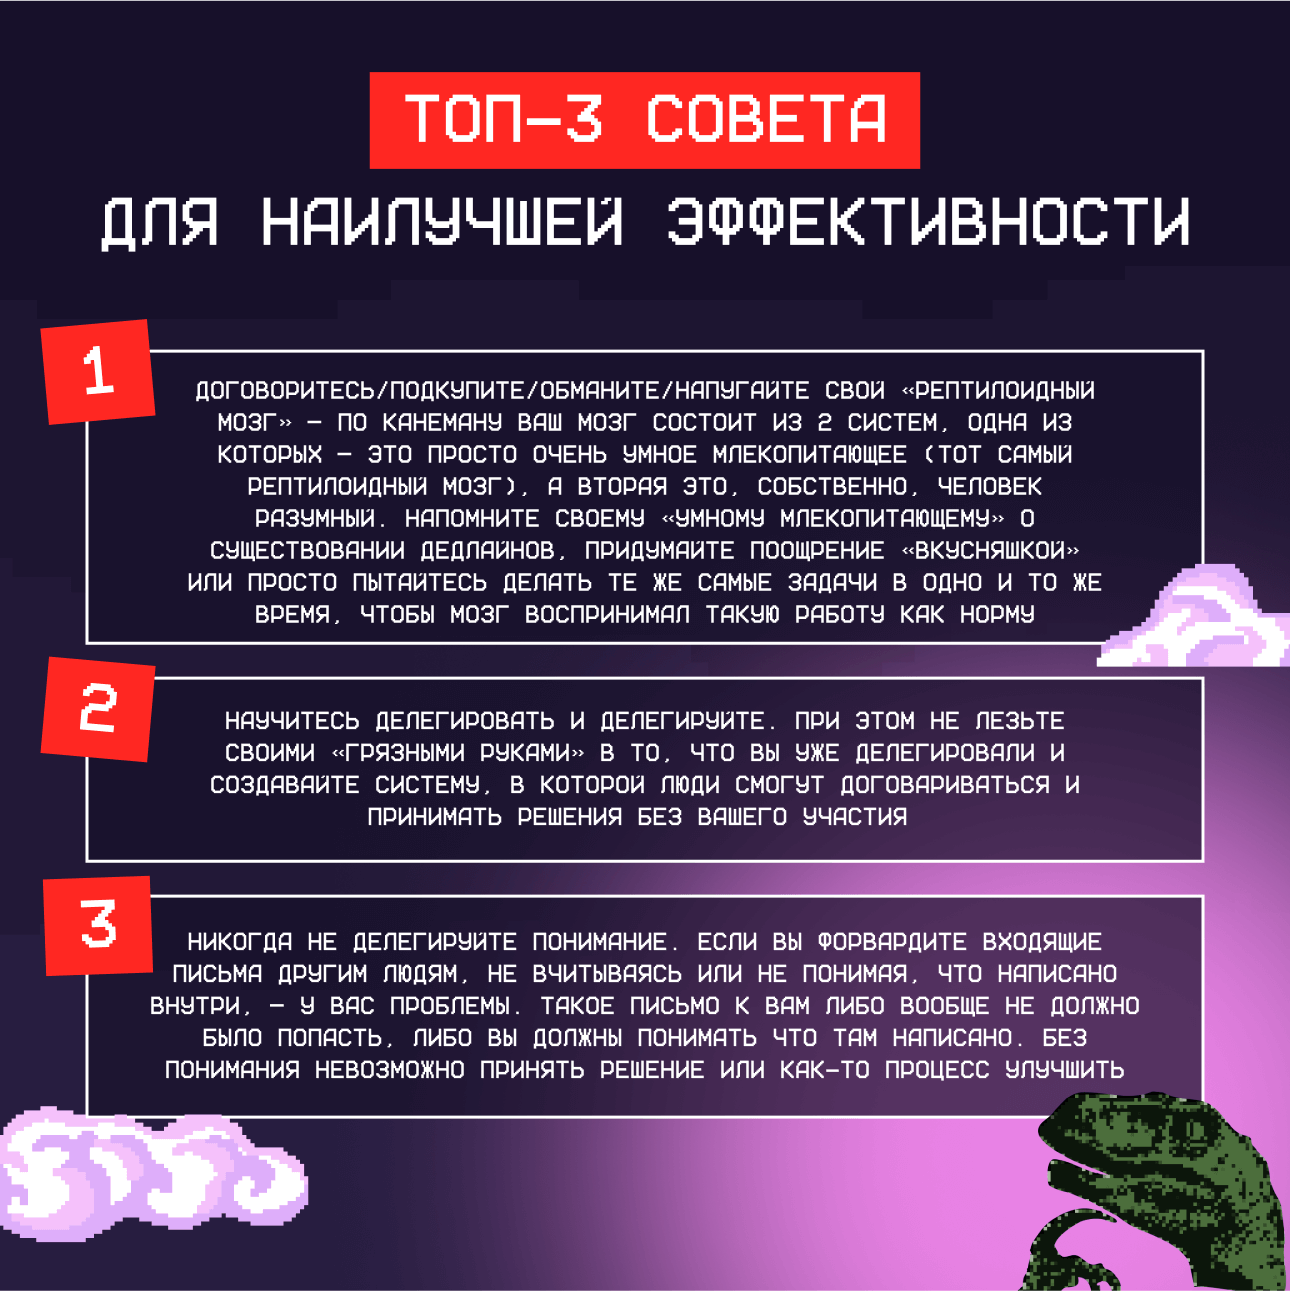 ТОП-3 СОВЕТА
ДЛЯ НАИЛУЧШЕЙ ЭФФЕКТИВНОСТИ
1
ДОГОВОРИТЕСЬ/ПОДКУПИТЕ/ОБМАНИТЕ/НАПУГАЙТЕ СВОЙ «РЕПТИЛОИДНЫЙ
МОЗГ» — ПО КАНЕМАНУ ВАШ МОЗГ СОСТОИТ ИЗ 2 СИСТЕМ, ОДНА ИЗ
КОТОРЫХ — ЭТО ПРОСТО ОЧЕНЬ УМНОЕ МЛЕКОПИТАЮЩЕЕ (ТОТ САМЫЙ
РЕПТИЛОИДНЫЙ МОЗГ), А ВТОРАЯ ЭТО, СОБСТВЕННО, ЧЕЛОВЕК
РАЗУМНЫЙ. НАПОМНИТЕ СВОЕМУ «УМНОМУ МЛЕКОПИТАЮЩЕМУ» О
СУЩЕСТВОВАНИИ ДЕДЛАЙНОВ, ПРИДУМАЙТЕ ПООЩРЕНИЕ «ВКУСНЯШКОЙ»
ИЛИ ПРОСТО ПЫТАЙТЕСЬ ДЕЛАТЬ ТЕ ЖЕ САМЫЕ ЗАДАЧИ В ОДНО И ТО ЖЕ
ВРЕМЯ, ЧТОБЫ МОЗГ ВОСПРИНИМАЛ ТАКУЮ РАБОТУ КАК НОРМУ
2
НАУЧИТЕСЬ ДЕЛЕГИРОВАТЬ И ДЕЛЕГИРУЙТЕ. ПРИ ЭТОМ НЕ ЛЕЗЬТЕ
СВОИМИ «ГРЯЗНЫМИ РУКАМИ» В ТО, ЧТО ВЫ УЖЕ ДЕЛЕГИРОВАЛИ И
СОЗДАВАЙТЕ СИСТЕМУ, В КОТОРОЙ ЛЮДИ СМОГУТ ДОГОВАРИВАТЬСЯ И
ПРИНИМАТЬ РЕШЕНИЯ БЕЗ ВАШЕГО УЧАСТИЯ
3
НИКОГДА НЕ ДЕЛЕГИРУЙТЕ ПОНИМАНИЕ. ЕСЛИ ВЫ ФОРВАРДИТЕ ВХОДЯЩИЕ
ПИСЬМА ДРУГИМ ЛЮДЯМ, НЕ ВЧИТЫВАЯСЬ ИЛИ НЕ ПОНИМАЯ, ЧТО НАПИСАНО
ВНУТРИ, — У ВАС ПРОБЛЕМЫ. ТАКОЕ ПИСЬМО К ВАМ ЛИБО ВООБЩЕ НЕ ДОЛЖНО
БЫЛО ПОПАСТЬ, ЛИБО ВЫ ДОЛЖНЫ ПОНИМАТЬ ЧТО ТАМ НАПИСАНО. БЕЗ
ПОНИМАНИЯ НЕВОЗМОЖНО ПРИНЯТЬ РЕШЕНИЕ ИЛИ КАК-ТО ПРОЦЕСС УЛУЧШИТЬ